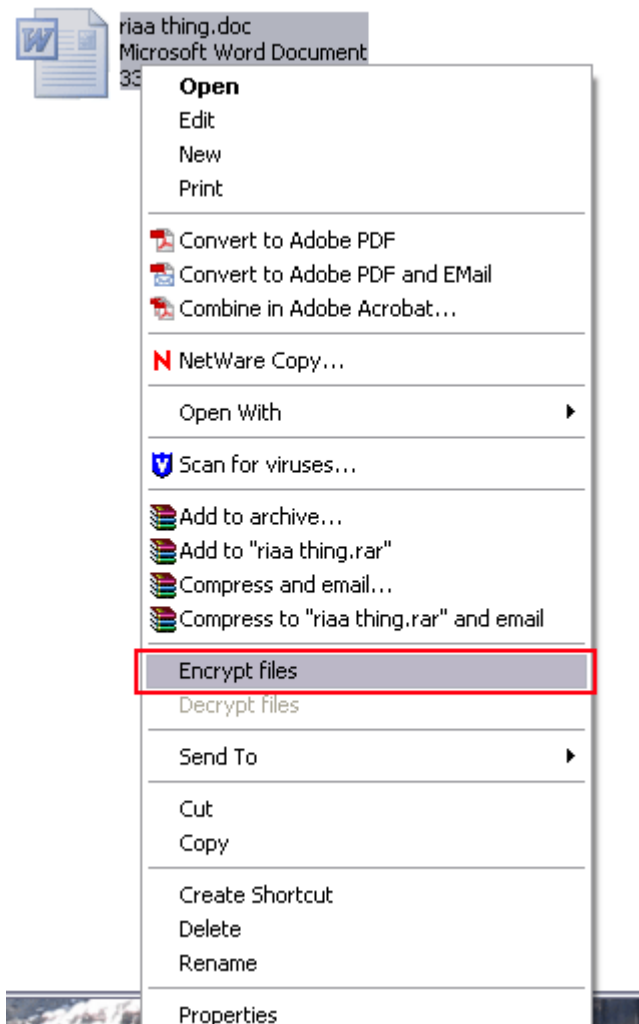 riaa thing.doc
Microsoft Word Document
33
Open
Edit
New
Print
Convert to Adobe PDF
Convert to Adobe PDF and EMail
Combine in Adobe Acrobat...
NetWare Copy...
Open With
Scan for viruses...
Add to archive...
Add to "riaa thing.rar"
Compress and email...
Compress to "riaa thing.rar" and email
Encrypt files
Decrypt files
Send To
Cut
Copy
Create Shortcut
Delete
Rename
Properties